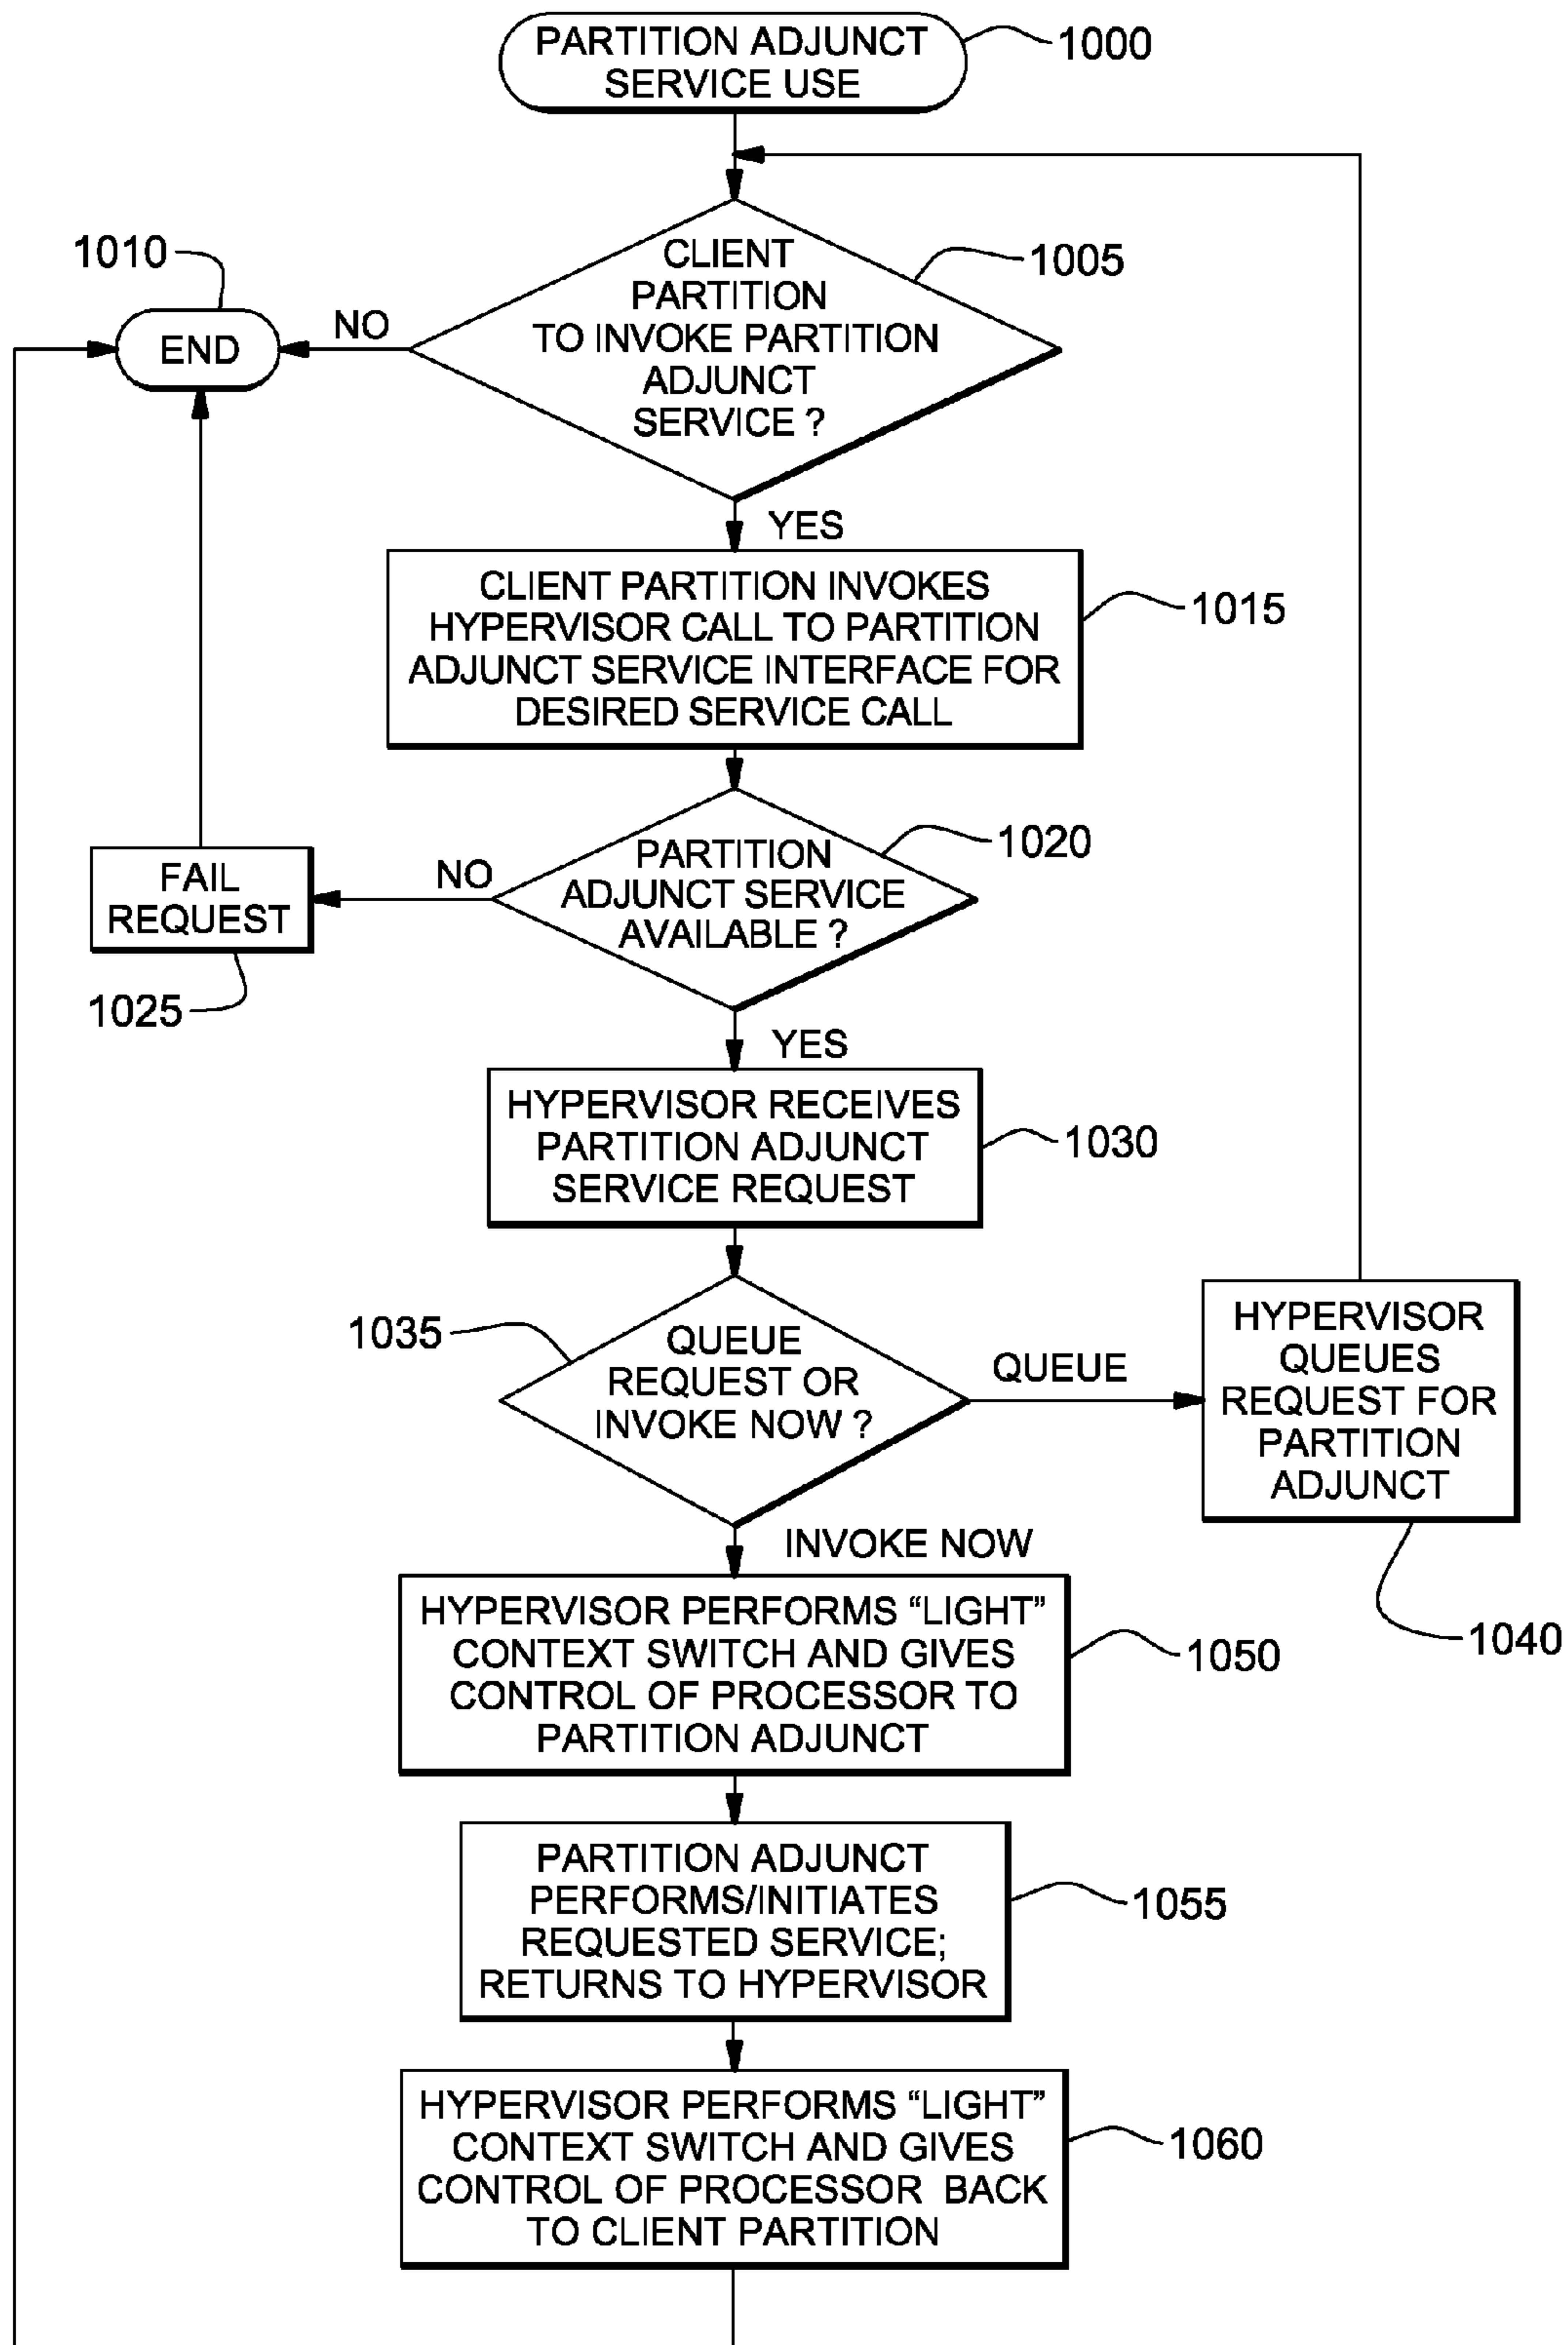 PARTITION ADJUNCT
SERVICE USE
1000
CLIENT
PARTITION
TO INVOKE PARTITION
ADJUNCT
SERVICE ?
1005
1010
END
NO
YES
CLIENT PARTITION INVOKES
HYPERVISOR CALL TO PARTITION
ADJUNCT SERVICE INTERFACE FOR
DESIRED SERVICE CALL
1015
PARTITION
ADJUNCT SERVICE
AVAILABLE ?
1020
NO
FAIL
REQUEST
1025
YES
HYPERVISOR RECEIVES
PARTITION ADJUNCT
SERVICE REQUEST
1030
1035
QUEUE
REQUEST OR
INVOKE NOW ?
QUEUE
HYPERVISOR
QUEUES
REQUEST FOR
PARTITION
ADJUNCT
1040
INVOKE NOW
HYPERVISOR PERFORMS “LIGHT”
CONTEXT SWITCH AND GIVES
CONTROL OF PROCESSOR TO
PARTITION ADJUNCT
1050
PARTITION ADJUNCT
PERFORMS/INITIATES
REQUESTED SERVICE;
RETURNS TO HYPERVISOR
1055
HYPERVISOR PERFORMS “LIGHT”
CONTEXT SWITCH AND GIVES
CONTROL OF PROCESSOR BACK
TO CLIENT PARTITION
1060